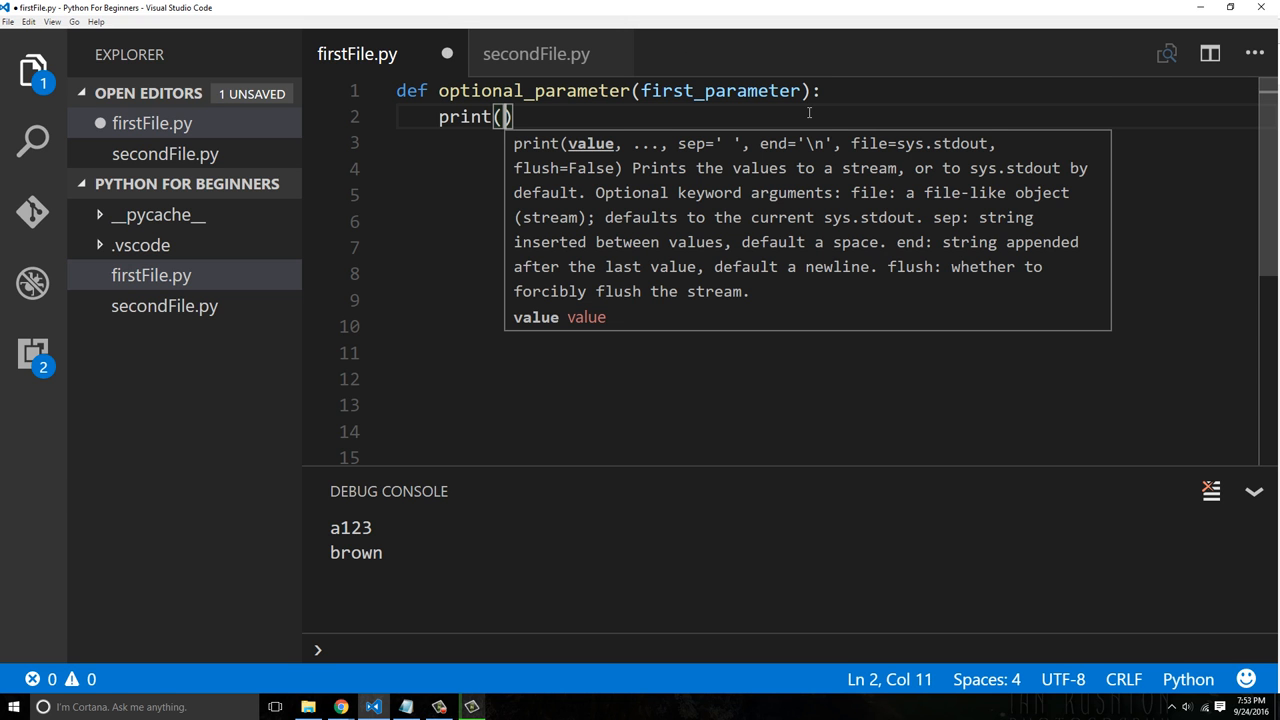 ● firstFile.py - Python For Beginners - Visual Studio Code
File Edit View Go Help
EXPLORER
OPEN EDITORS 1 UNSAVED
firstFile.py
secondFile.py
PYTHON FOR BEGINNERS
__pycache__
.vscode
firstFile.py
secondFile.py
1
2
firstFile.py
secondFile.py
1 def optional_parameter(first_parameter):
2 print()
3
4
5
6
7
8
9
10
11
12
13
14
15
print(value, ..., sep=' ', end='\n', file=sys.stdout,
flush=False) Prints the values to a stream, or to sys.stdout by
default. Optional keyword arguments: file: a file-like object
(stream); defaults to the current sys.stdout. sep: string
inserted between values, default a space. end: string appended
after the last value, default a newline. flush: whether to
forcibly flush the stream.
value value
DEBUG CONSOLE
a123
brown
0 0
Ln 2, Col 11 Spaces: 4 UTF-8 CRLF Python
I'm Cortana. Ask me anything.
IAN RUSHTON
7:53 PM
9/24/2016